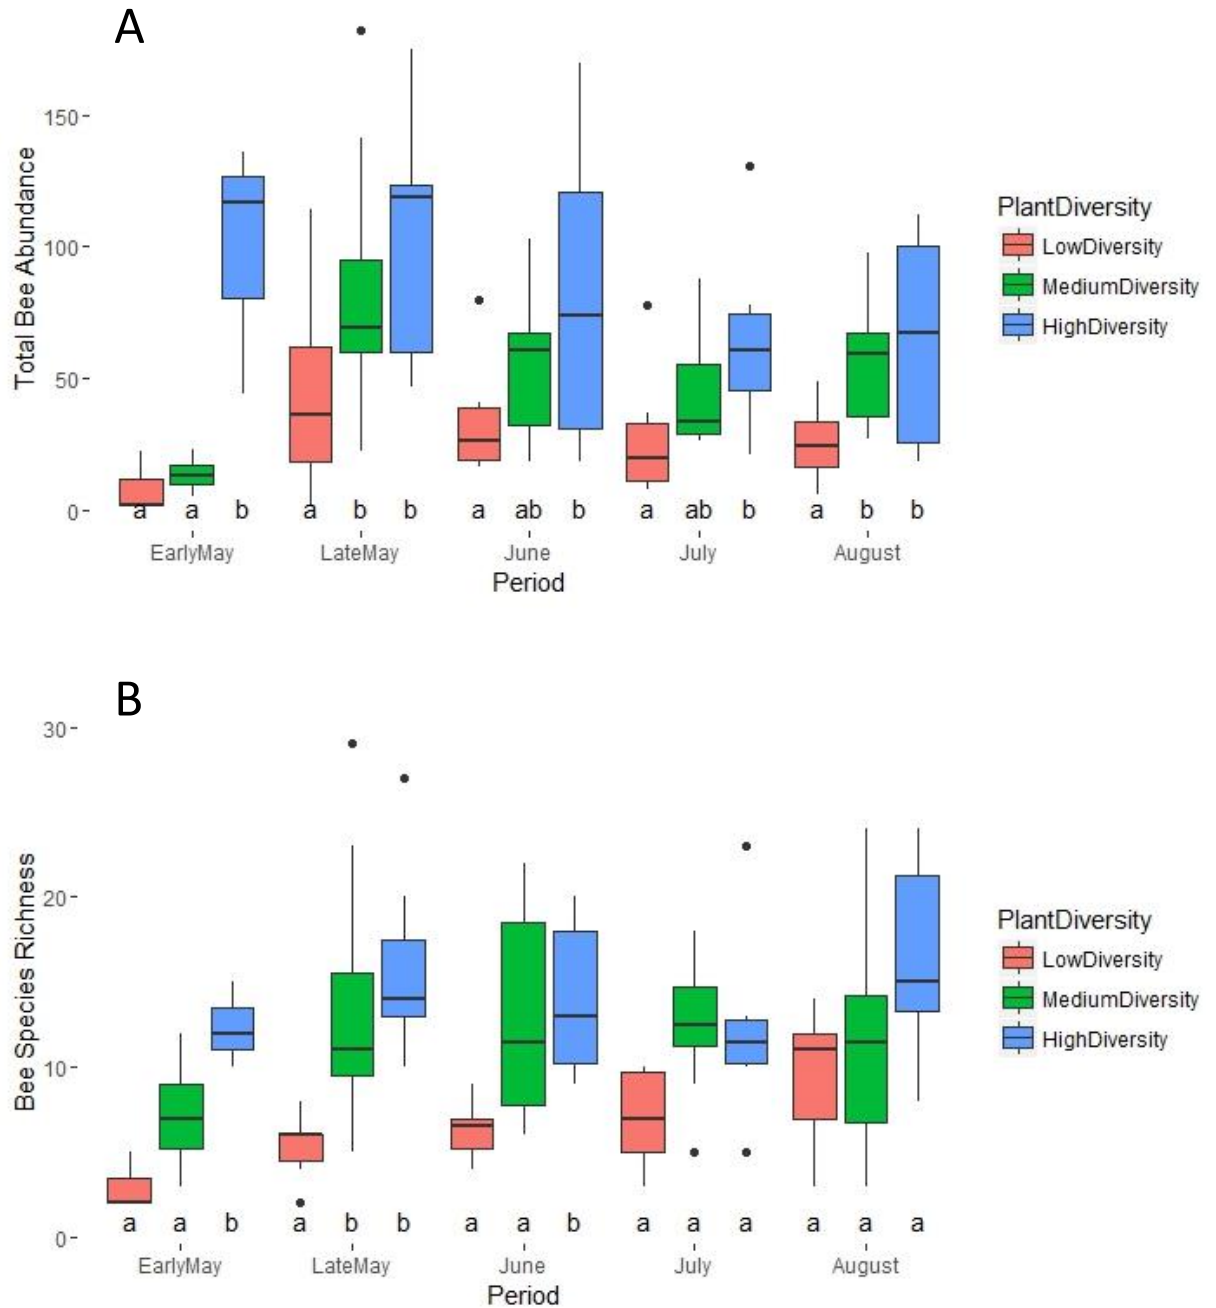 A
Total Bee Abundance
150
100
50
0
a a b a b b a ab b a ab b a b b
EarlyMay LateMay June July August
Period
PlantDiversity
LowDiversity
MediumDiversity
HighDiversity
B
Bee Species Richness
30
20
10
0
a a b a b b a a b a a a a a a
EarlyMay LateMay June July August
Period
PlantDiversity
LowDiversity
MediumDiversity
HighDiversity